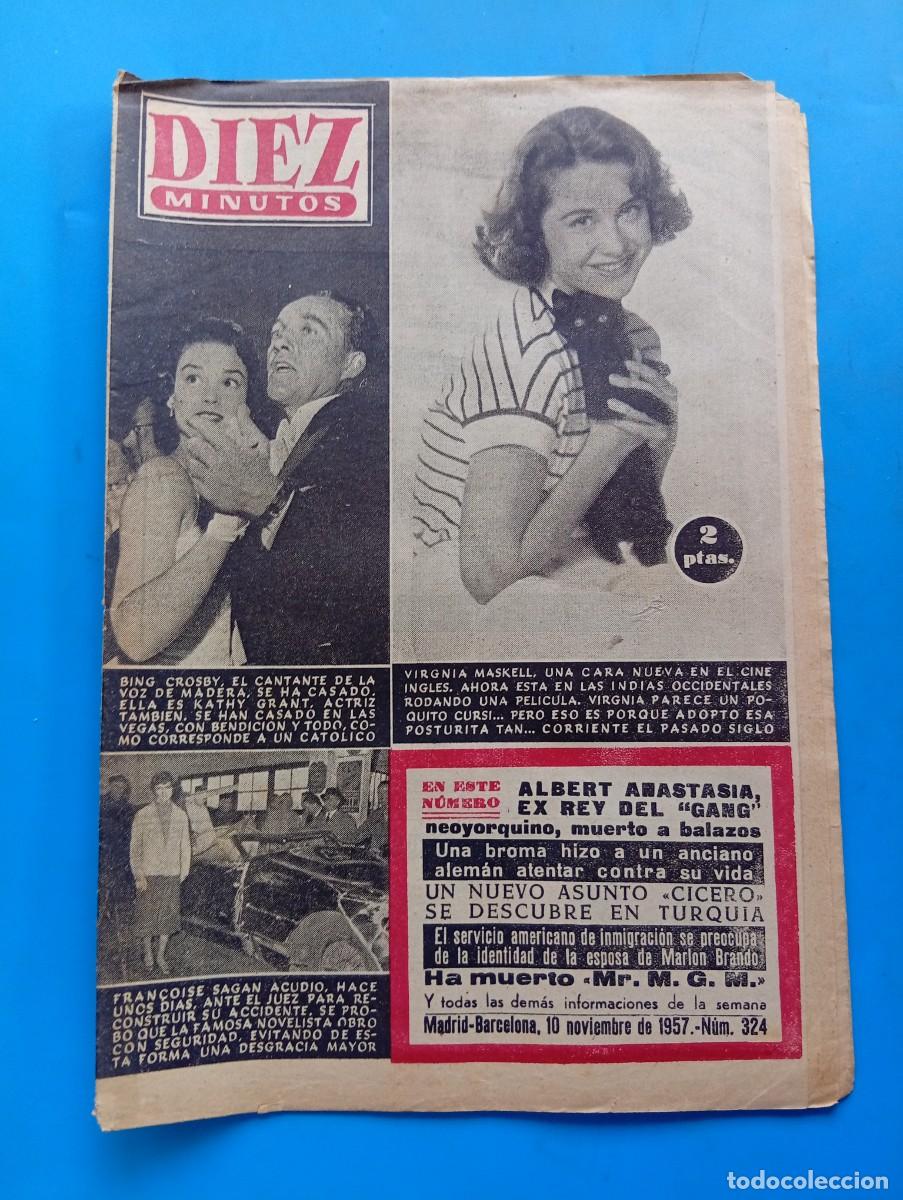 DIEZ
MINUTOS
2
ptas.
BING CROSBY, EL CANTANTE DE LA
VOZ DE MADERA, SE HA CASADO.
ELLA ES KATHY GRANT, ACTRIZ
TAMBIEN. SE HAN CASADO EN LAS
VEGAS, CON BENDICION Y TODO, CO-
MO CORRESPONDE A UN CATOLICO
VIRGNIA MASKELL, UNA CARA NUEVA EN EL CINE
INGLES. AHORA ESTA EN LAS INDIAS OCCIDENTALES
RODANDO UNA PELICULA. VIRGNIA PARECE UN PO-
QUITO CURSI... PERO ESO ES PORQUE ADOPTO ESA
POSTURITA TAN... CORRIENTE EL PASADO SIGLO
FRANÇOISE SAGAN ACUDIO, HACE
UNOS DIAS, ANTE EL JUEZ PARA RE-
CONSTRUIR SU ACCIDENTE. SE PRO-
BO QUE LA FAMOSA NOVELISTA OBRO
CON SEGURIDAD, EVITANDO DE ES-
TA FORMA UNA DESGRACIA MAYOR
EN ESTE
NÚMERO
ALBERT ANASTASIA,
EX REY DEL "GANG"
neoyorquino, muerto a balazos
Una broma hizo a un anciano
alemán atentar contra su vida
UN NUEVO ASUNTO «CICERO»
SE DESCUBRE EN TURQUIA
El servicio americano de Inmigración se preocupa
de la identidad de la esposa de Marlon Brando
Ha muerto «Mr. M. G. M.»
Y todas las demás informaciones de la semana
Madrid-Barcelona, 10 noviembre de 1957.-Núm. 324
todocoleccion